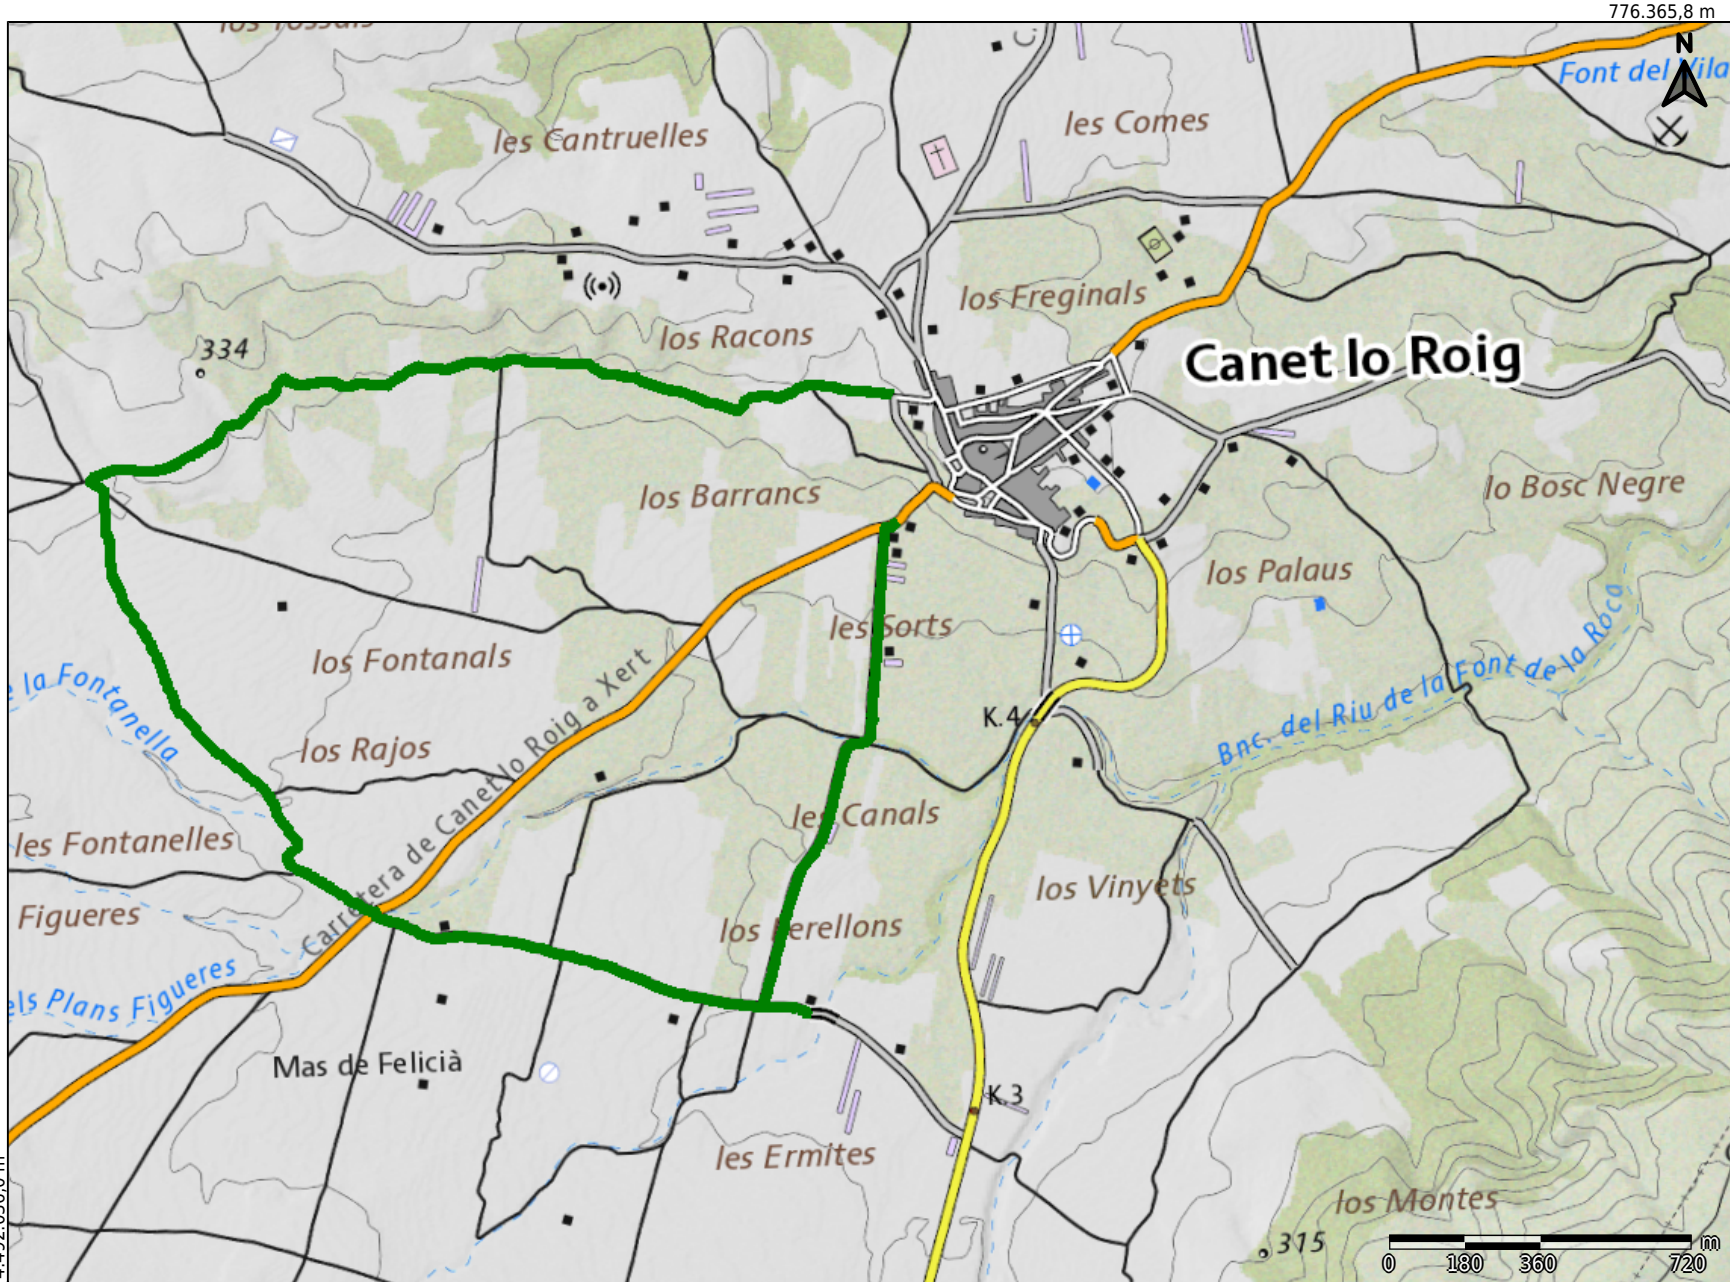 776.365,8 m
los Tossals
N
Font del Vila
les Comes
les Cantruelles
los Freginals
los Racons
334
Canet lo Roig
los Barrancs
lo Bosc Negre
los Palaus
les Sorts
los Fontanals
la Fontanella
Bnc. del Riu de la Font de la Roca
K.4
los Rajos
Carretera de Canet lo Roig a Xert
les Canals
les Fontanelles
los Vinyets
Figueres
los Perellons
els Plans Figueres
Mas de Felicià
K.3
les Ermites
los Montes
315
m
0 180 360 720